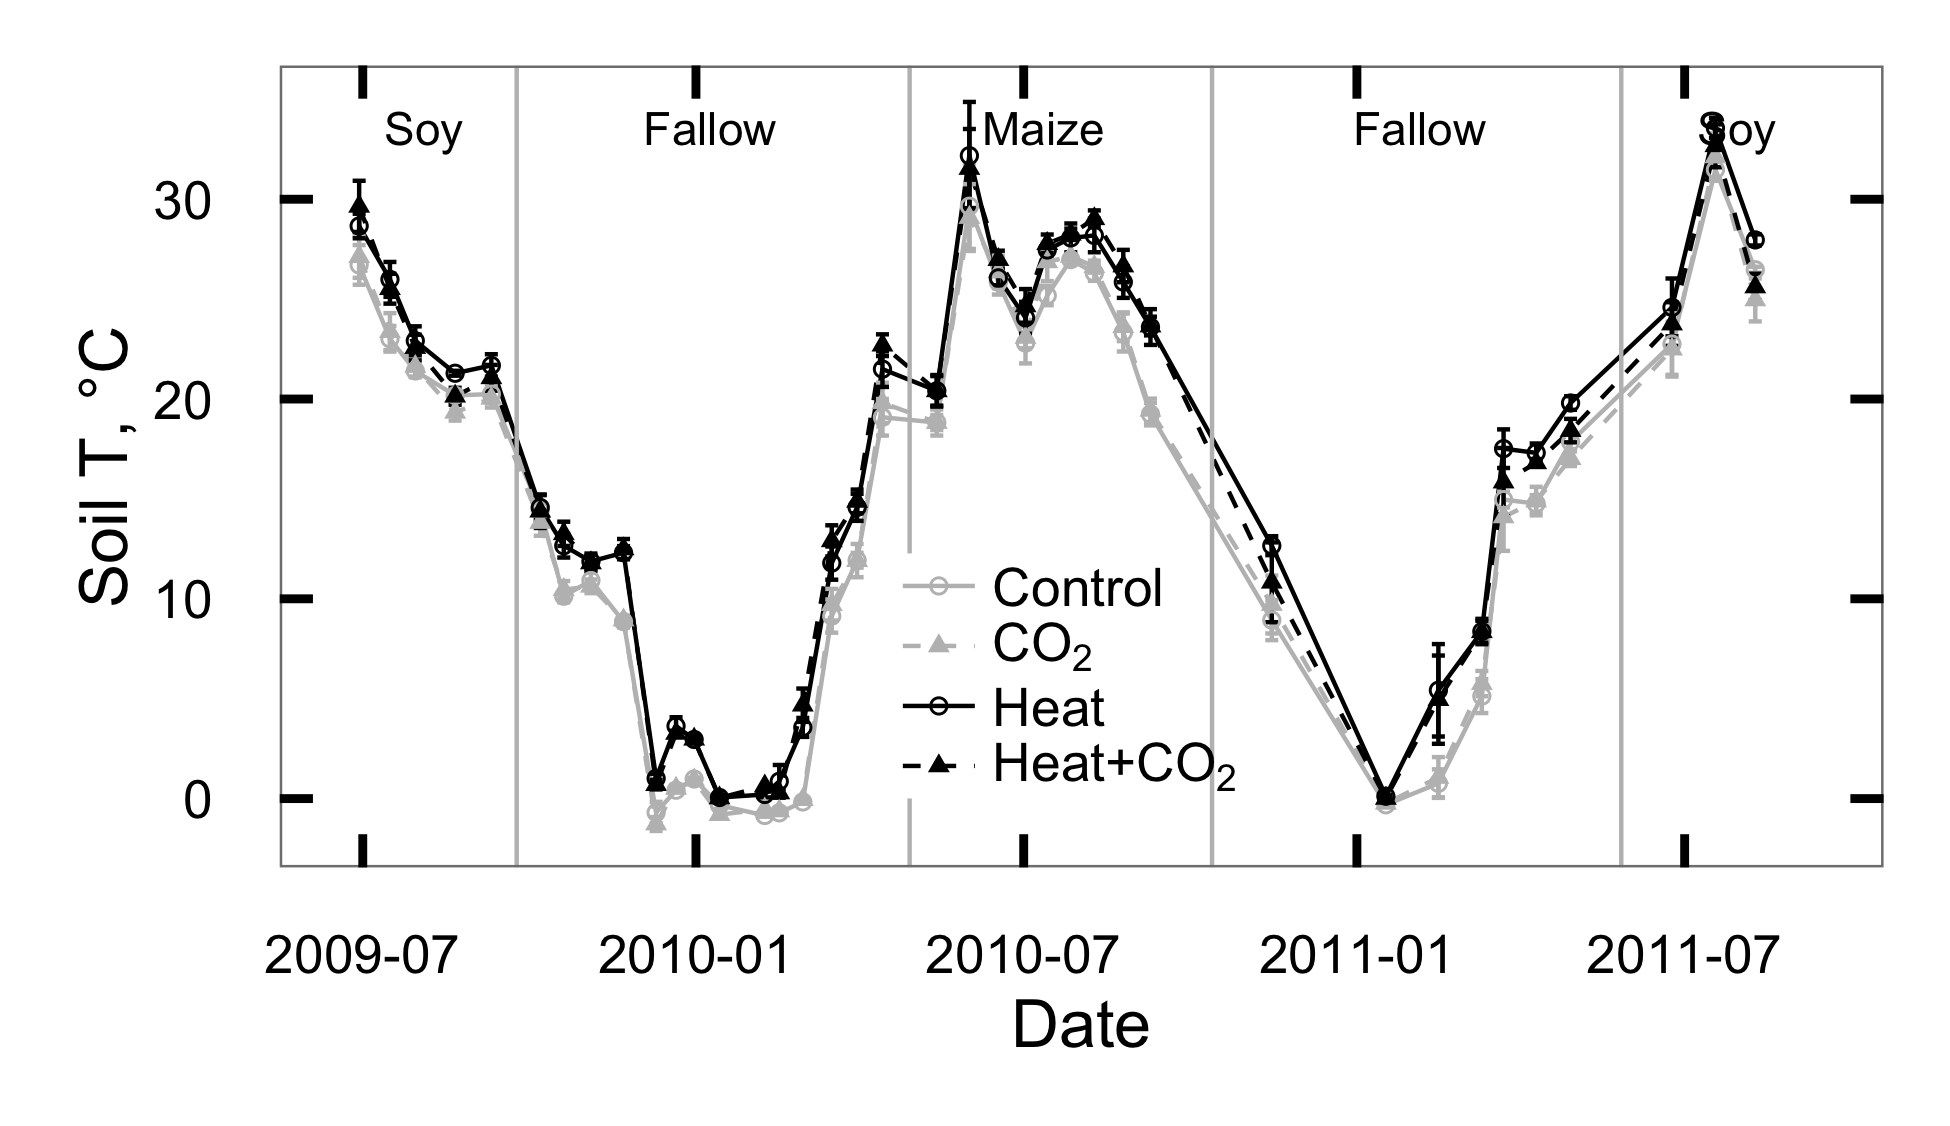 Soy Fallow Maize Fallow Soy
30
20
10
0
Soil T, °C
Control
CO₂
Heat
Heat+CO₂
2009-07 2010-01 2010-07 2011-01 2011-07
Date